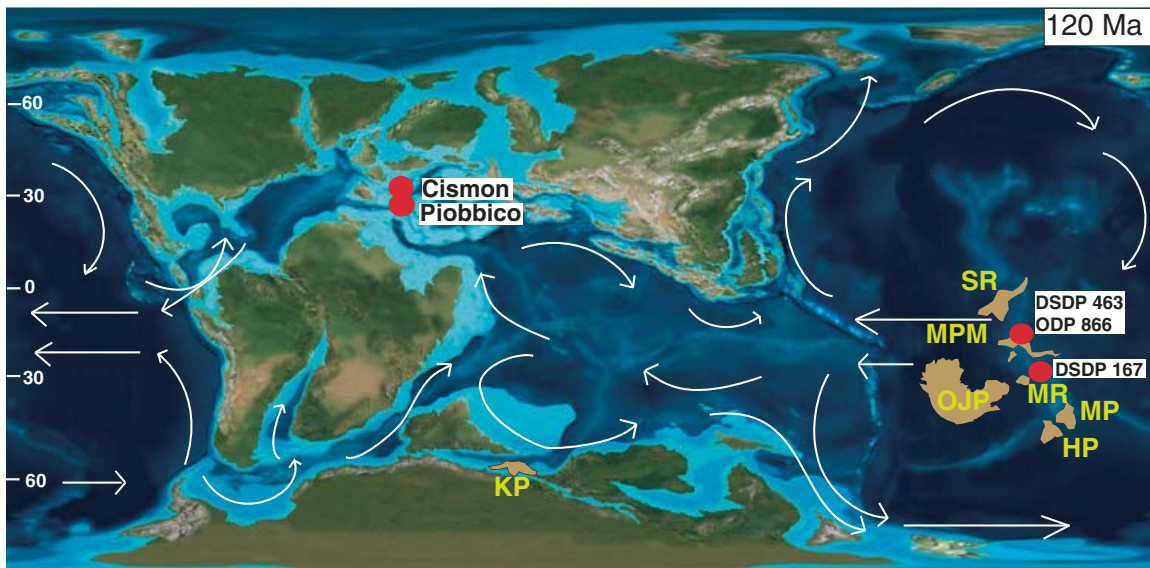 120 Ma
60
30
0
30
60
Cismon
Piobbico
SR
DSDP 463
ODP 866
MPM
DSDP 167
MR
OJP
MP
HP
KP